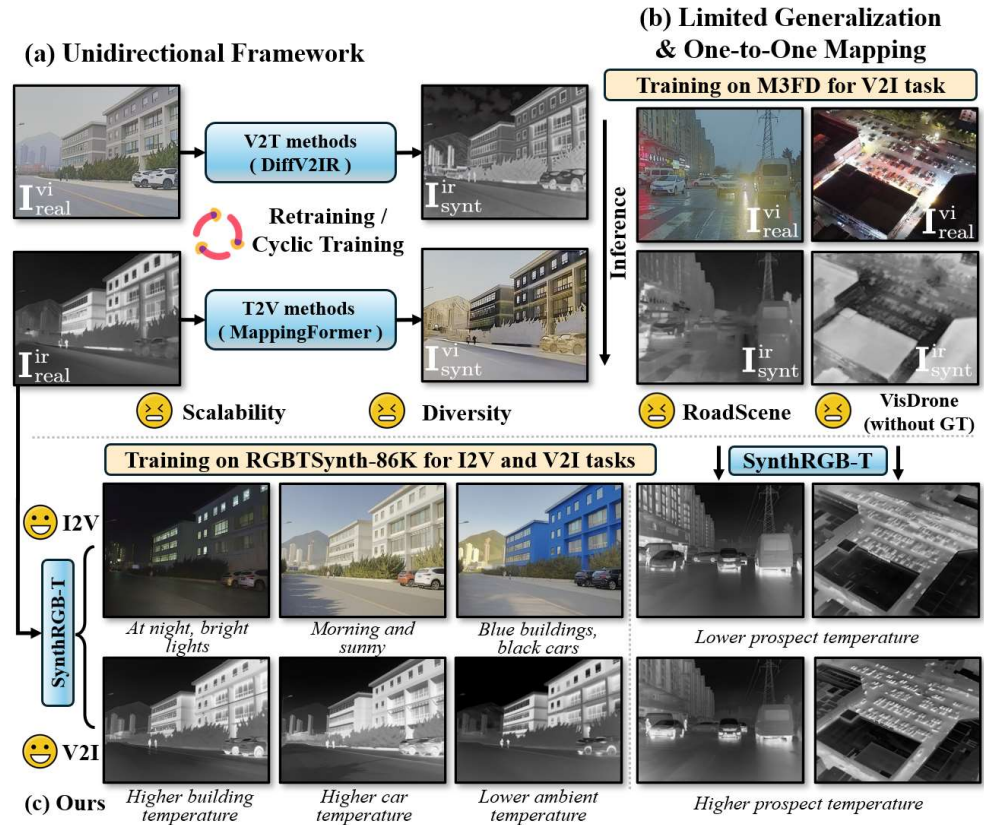 (a) Unidirectional Framework
I vi real
V2T methods
( DiffV2IR)
I ir synt
Retraining /
Cyclic Training
I ir real
T2V methods
( MappingFormer)
I vi synt
Scalability
Diversity
(b) Limited Generalization
& One-to-One Mapping
Training on M3FD for V2I task
Inference
I vi real
I vi real
I ir synt
I ir synt
RoadScene
VisDrone
(without GT)
Training on RGBTSynth-86K for I2V and V2I tasks
SynthRGB-T
I2V
SynthRGB-T
At night, bright
lights
Morning and
sunny
Blue buildings,
black cars
Lower prospect temperature
V2I
(c) Ours
Higher building
temperature
Higher car
temperature
Lower ambient
temperature
Higher prospect temperature